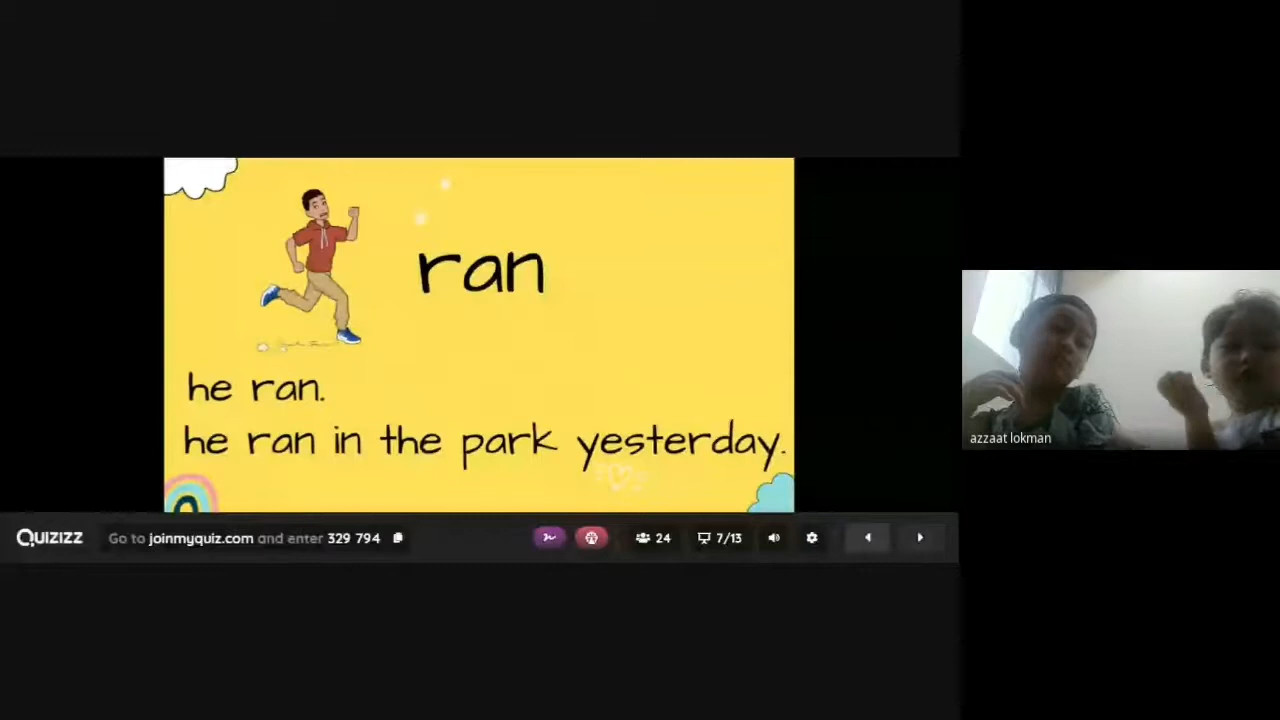 ran
he ran.
he ran in the park yesterday.
azzaat lokman
QUIZIZZ Go to joinmyquiz.com and enter 329 794 24 7/13